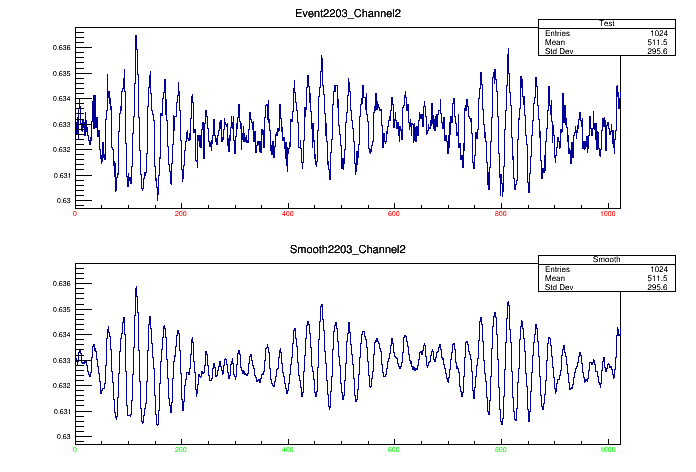 Event2203_Channel2
Test
Entries 1024
Mean 511.5
Std Dev 295.6
0.636
0.635
0.634
0.633
0.632
0.631
0.63
0 200 400 600 800 1000
Smooth2203_Channel2
Smooth
Entries 1024
Mean 511.5
Std Dev 295.6
0.636
0.635
0.634
0.633
0.632
0.631
0.63
0 200 400 600 800 1000